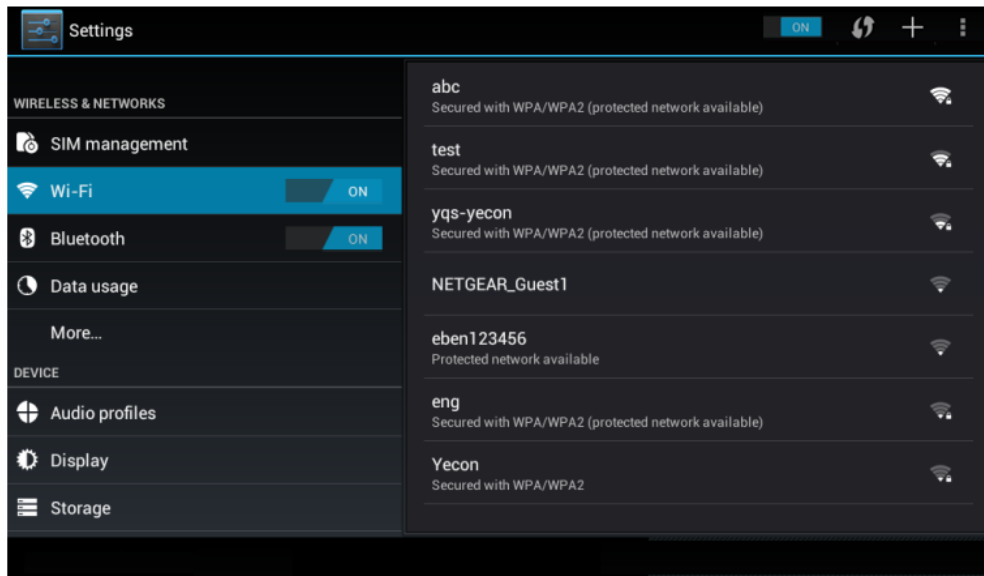 Settings
ON
WIRELESS & NETWORKS
SIM management
Wi-Fi ON
Bluetooth ON
Data usage
More...
DEVICE
Audio profiles
Display
Storage
abc
Secured with WPA/WPA2 (protected network available)
test
Secured with WPA/WPA2 (protected network available)
yqs-yecon
Secured with WPA/WPA2 (protected network available)
NETGEAR_Guest1
eben123456
Protected network available
eng
Secured with WPA/WPA2 (protected network available)
Yecon
Secured with WPA/WPA2